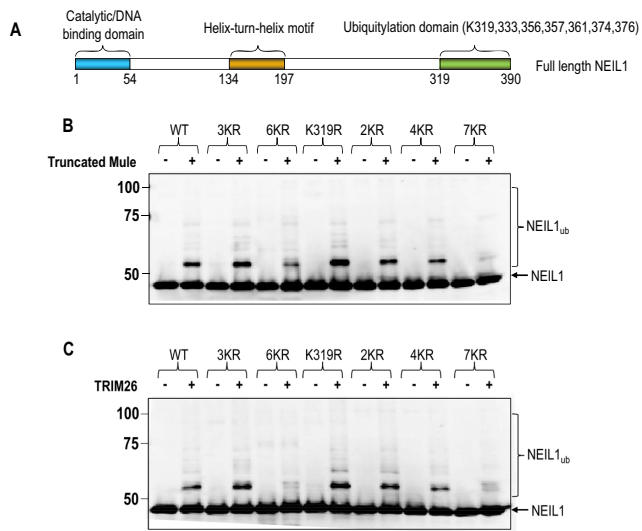 A
Catalytic/DNA
binding domain
Helix-turn-helix motif
Ubiquitylation domain (K319,333,356,357,361,374,376)
1 54 134 197 319 390
Full length NEIL1
B
WT 3KR 6KR K319R 2KR 4KR 7KR
Truncated Mule - + - + - + - + - + - + - +
100
75
50
NEIL1ub
NEIL1
C
WT 3KR 6KR K319R 2KR 4KR 7KR
TRIM26 - + - + - + - + - + - + - +
100
75
50
NEIL1ub
NEIL1